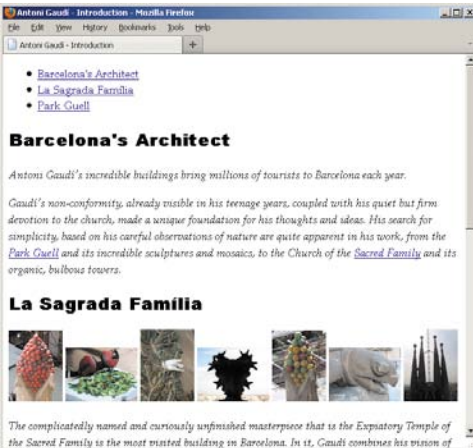 Antoni Gaudí - Introduction - Mozilla Firefox
File Edit View History Bookmarks Tools Help
Antoni Gaudí - Introduction
Barcelona's Architect
La Sagrada Família
Park Guell
Barcelona's Architect
Antoni Gaudí's incredible buildings bring millions of tourists to Barcelona each year.
Gaudí's non-conformity, already visible in his teenage years, coupled with his quiet but firm
devotion to the church, made a unique foundation for his thoughts and ideas. His search for
simplicity, based on his careful observations of nature are quite apparent in his work, from the
Park Guell and its incredible sculptures and mosaics, to the Church of the Sacred Family and its
organic, bulbous towers.
La Sagrada Família
The complicatedly named and curiously unfinished masterpiece that is the Expiatory Temple of
the Sacred Family is the most visited building in Barcelona. In it, Gaudí combines his vision of